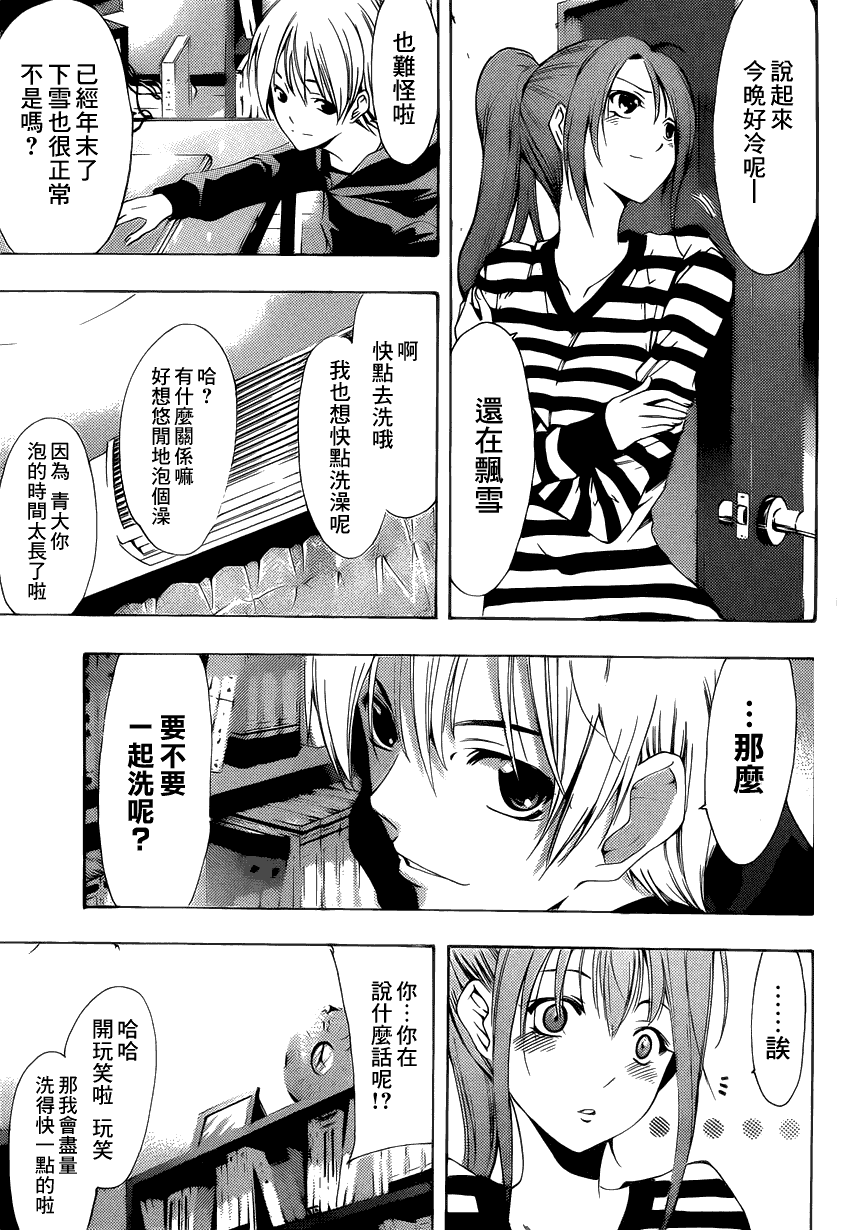 說起來
今晚好冷呢—
還在飄雪
也難怪啦
已經年末了
下雪也很正常
不是嗎?
啊
快點去洗哦
我也想快點洗澡呢
哈?
有什麼關係嘛
好想悠閒地泡個澡
因為 青大你
泡的時間太長了啦
…那麼
要不要
一起洗呢?
……誒
你…你在
說什麼話呢!?
哈哈
開玩笑啦 玩笑
那我會盡量
洗得快一點的啦